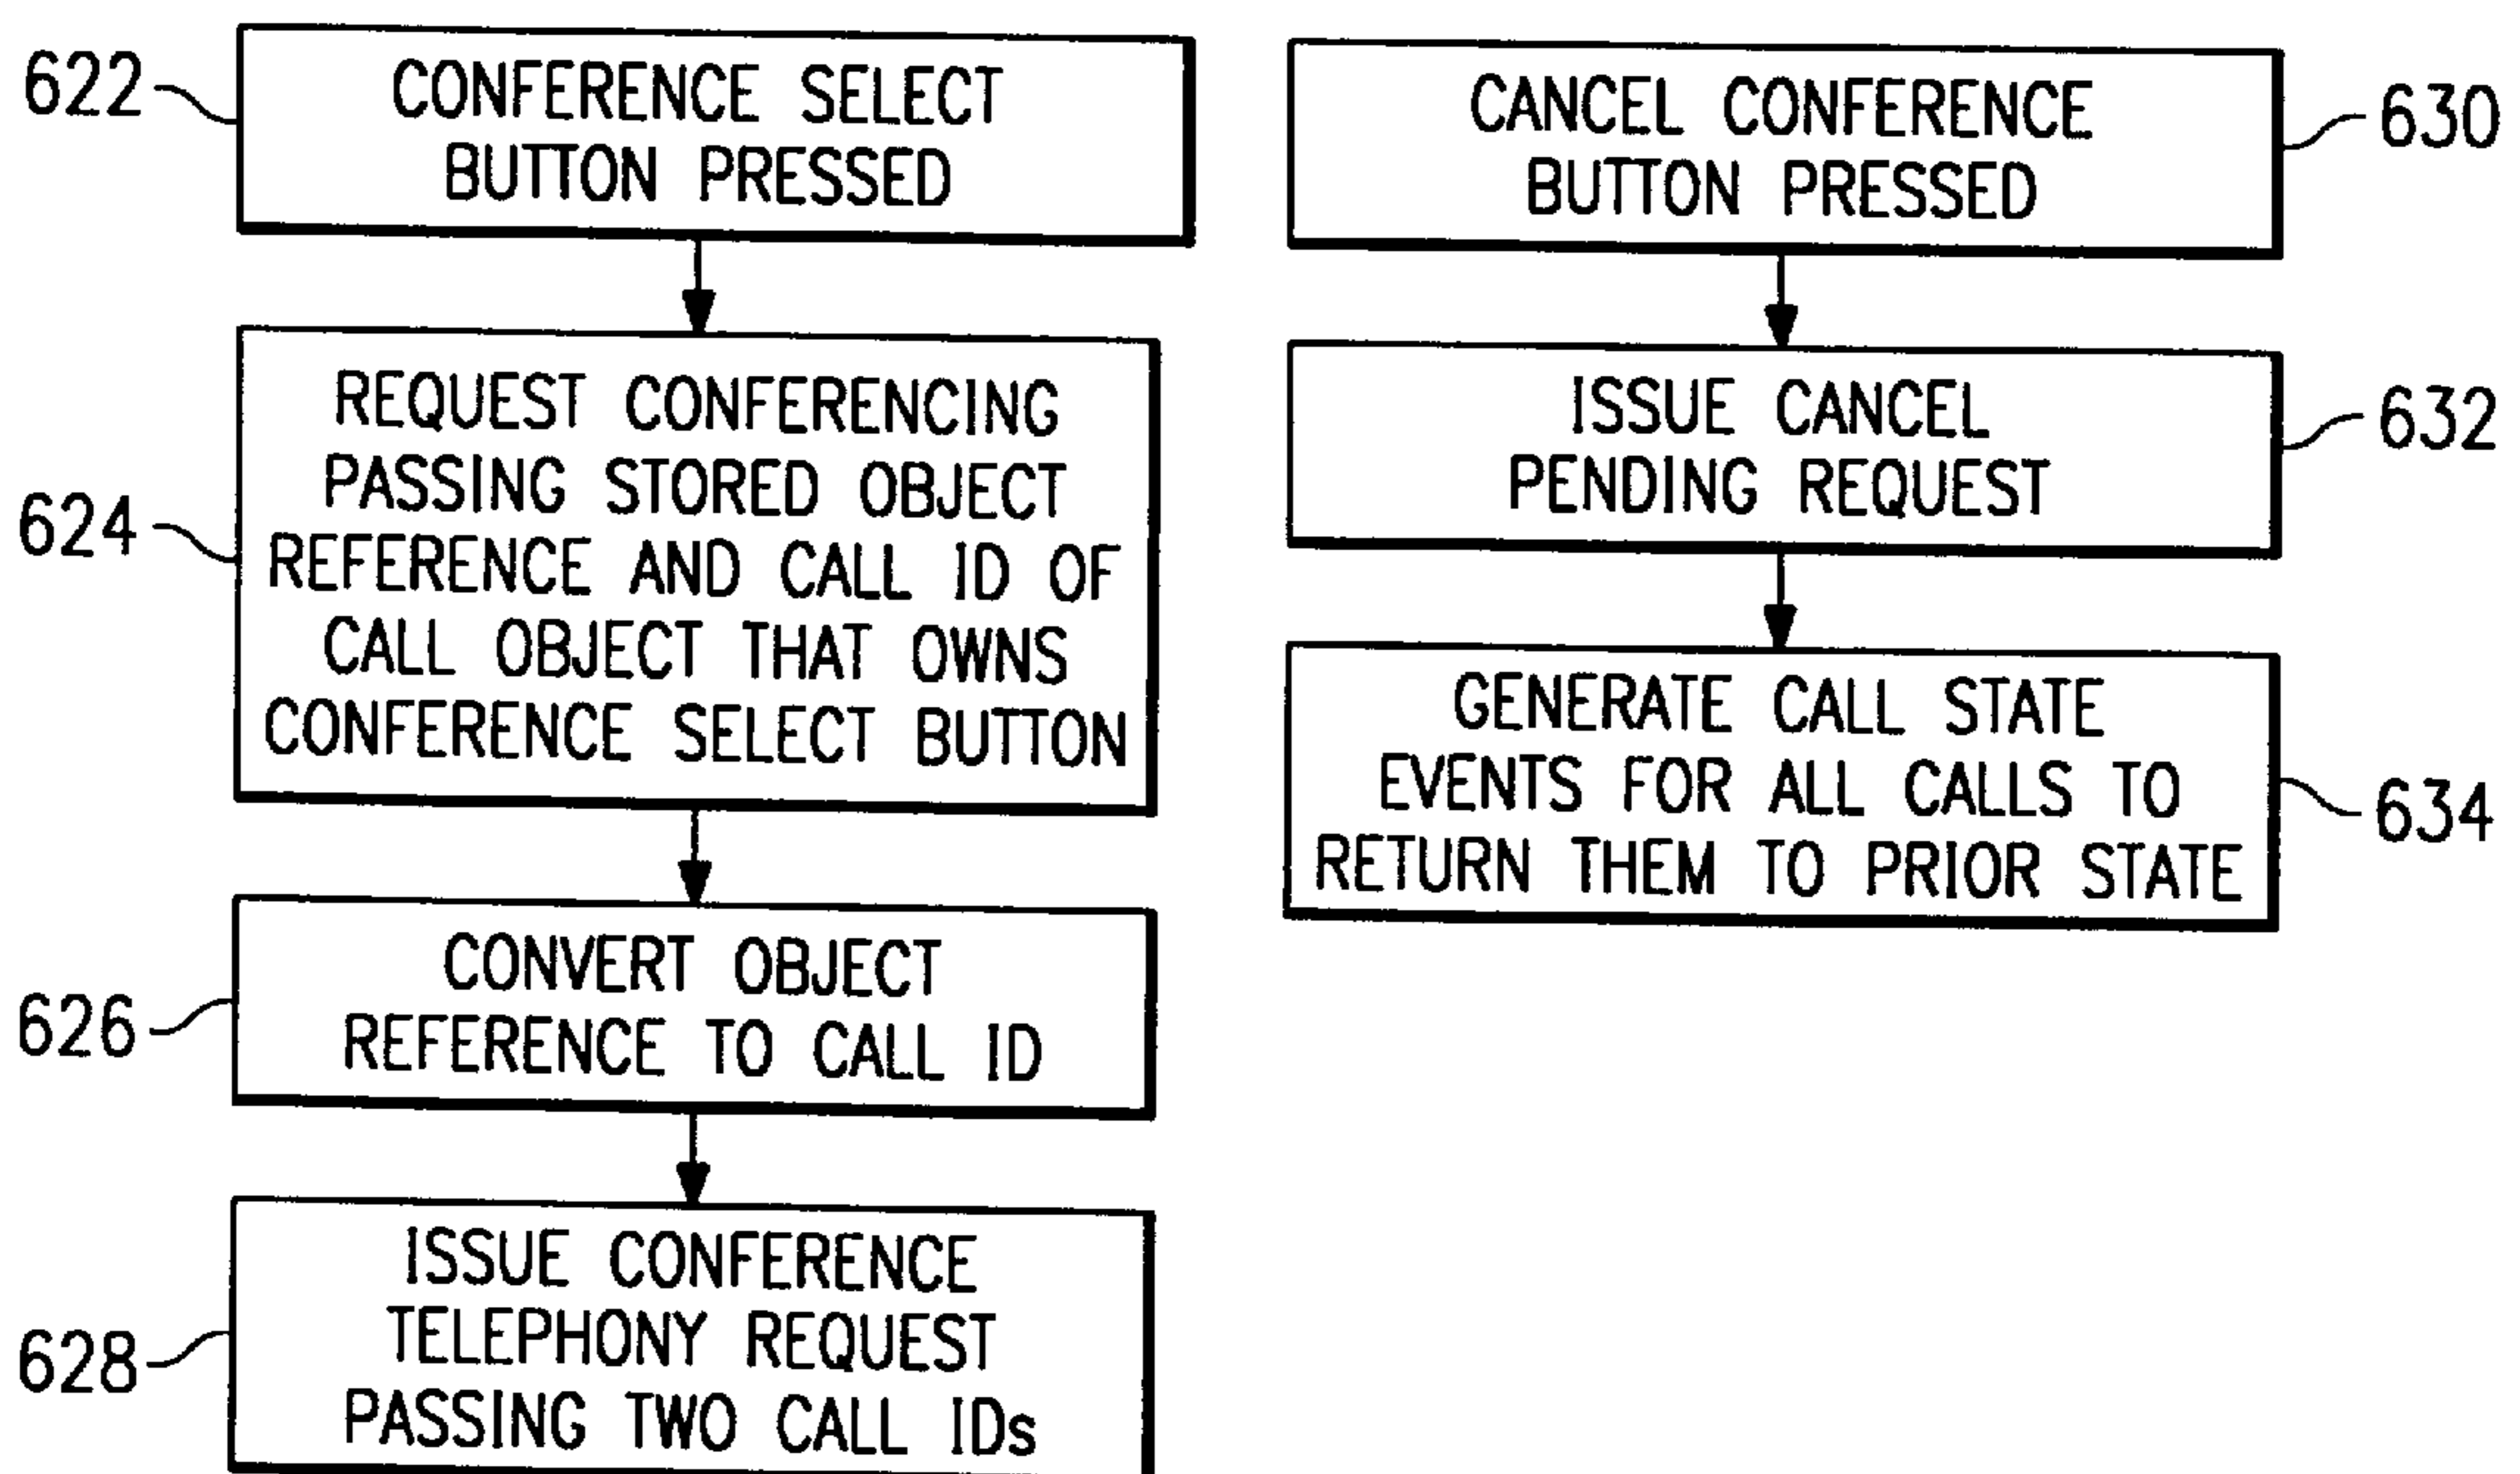 622
CONFERENCE SELECT
BUTTON PRESSED
624
REQUEST CONFERENCING
PASSING STORED OBJECT
REFERENCE AND CALL ID OF
CALL OBJECT THAT OWNS
CONFERENCE SELECT BUTTON
626
CONVERT OBJECT
REFERENCE TO CALL ID
628
ISSUE CONFERENCE
TELEPHONY REQUEST
PASSING TWO CALL IDs
CANCEL CONFERENCE
BUTTON PRESSED
630
ISSUE CANCEL
PENDING REQUEST
632
GENERATE CALL STATE
EVENTS FOR ALL CALLS TO
RETURN THEM TO PRIOR STATE
634